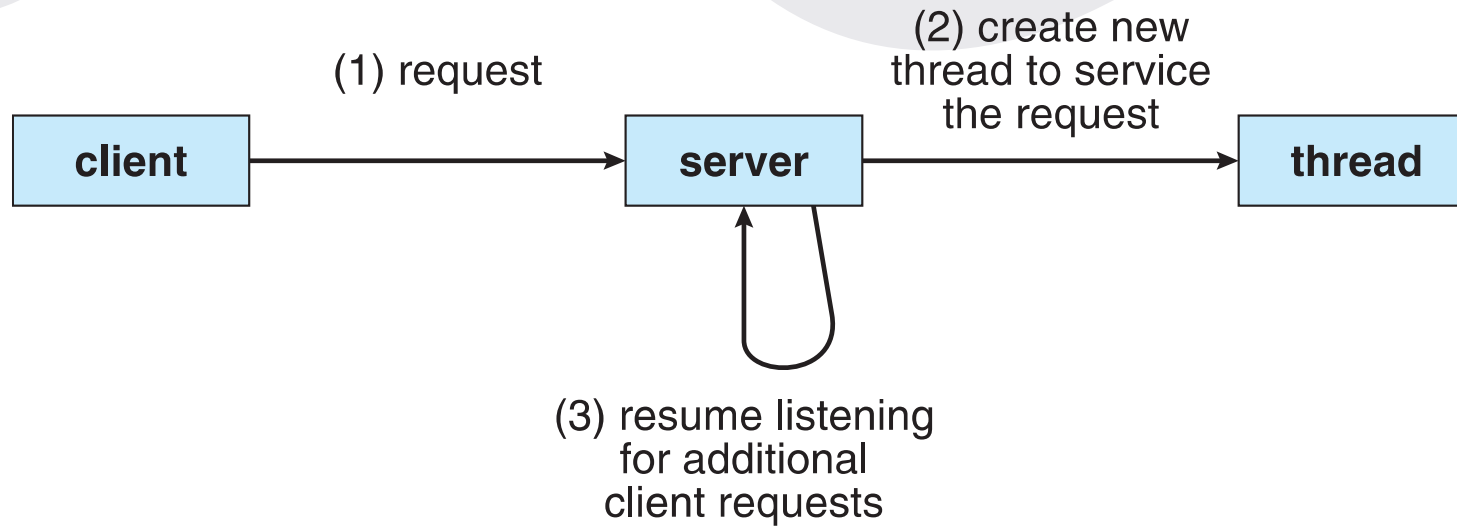 (1) request
(2) create new
thread to service
the request
client
server
thread
(3) resume listening
for additional
client requests